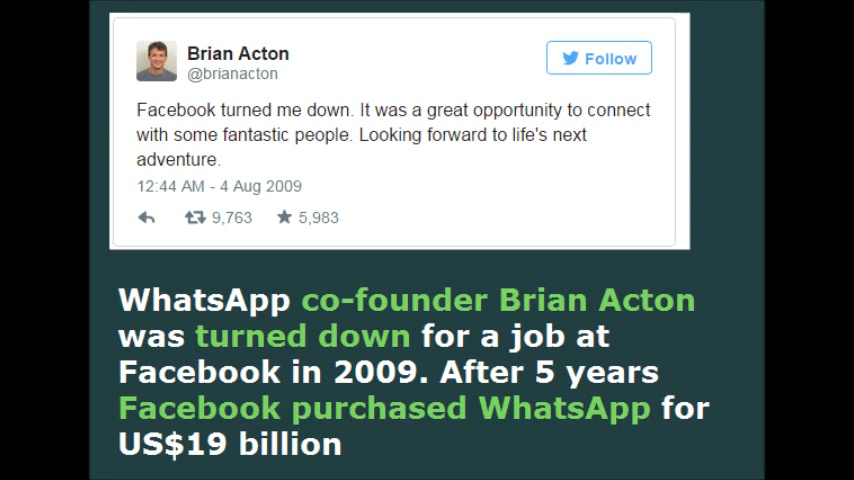 Brian Acton
@brianacton
Follow
Facebook turned me down. It was a great opportunity to connect
with some fantastic people. Looking forward to life's next
adventure.
12:44 AM - 4 Aug 2009
9,763 5,983
WhatsApp co-founder Brian Acton
was turned down for a job at
Facebook in 2009. After 5 years
Facebook purchased WhatsApp for
US$19 billion